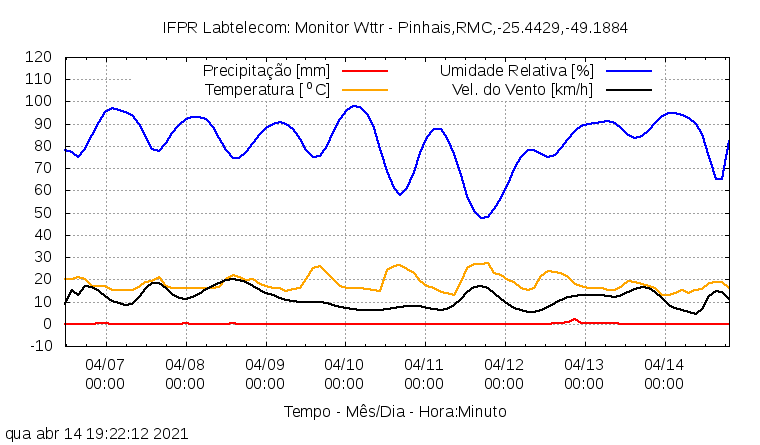 IFPR Labtelecom: Monitor Wttr - Pinhais,RMC,-25.4429,-49.1884
120
110
100
90
80
70
60
50
40
30
20
10
0
-10
Precipitação [mm]
Temperatura [ ⁰C]
Umidade Relativa [%]
Vel. do Vento [km/h]
04/07 04/08 04/09 04/10 04/11 04/12 04/13 04/14
00:00 00:00 00:00 00:00 00:00 00:00 00:00 00:00
Tempo - Mês/Dia - Hora:Minuto
qua abr 14 19:22:12 2021